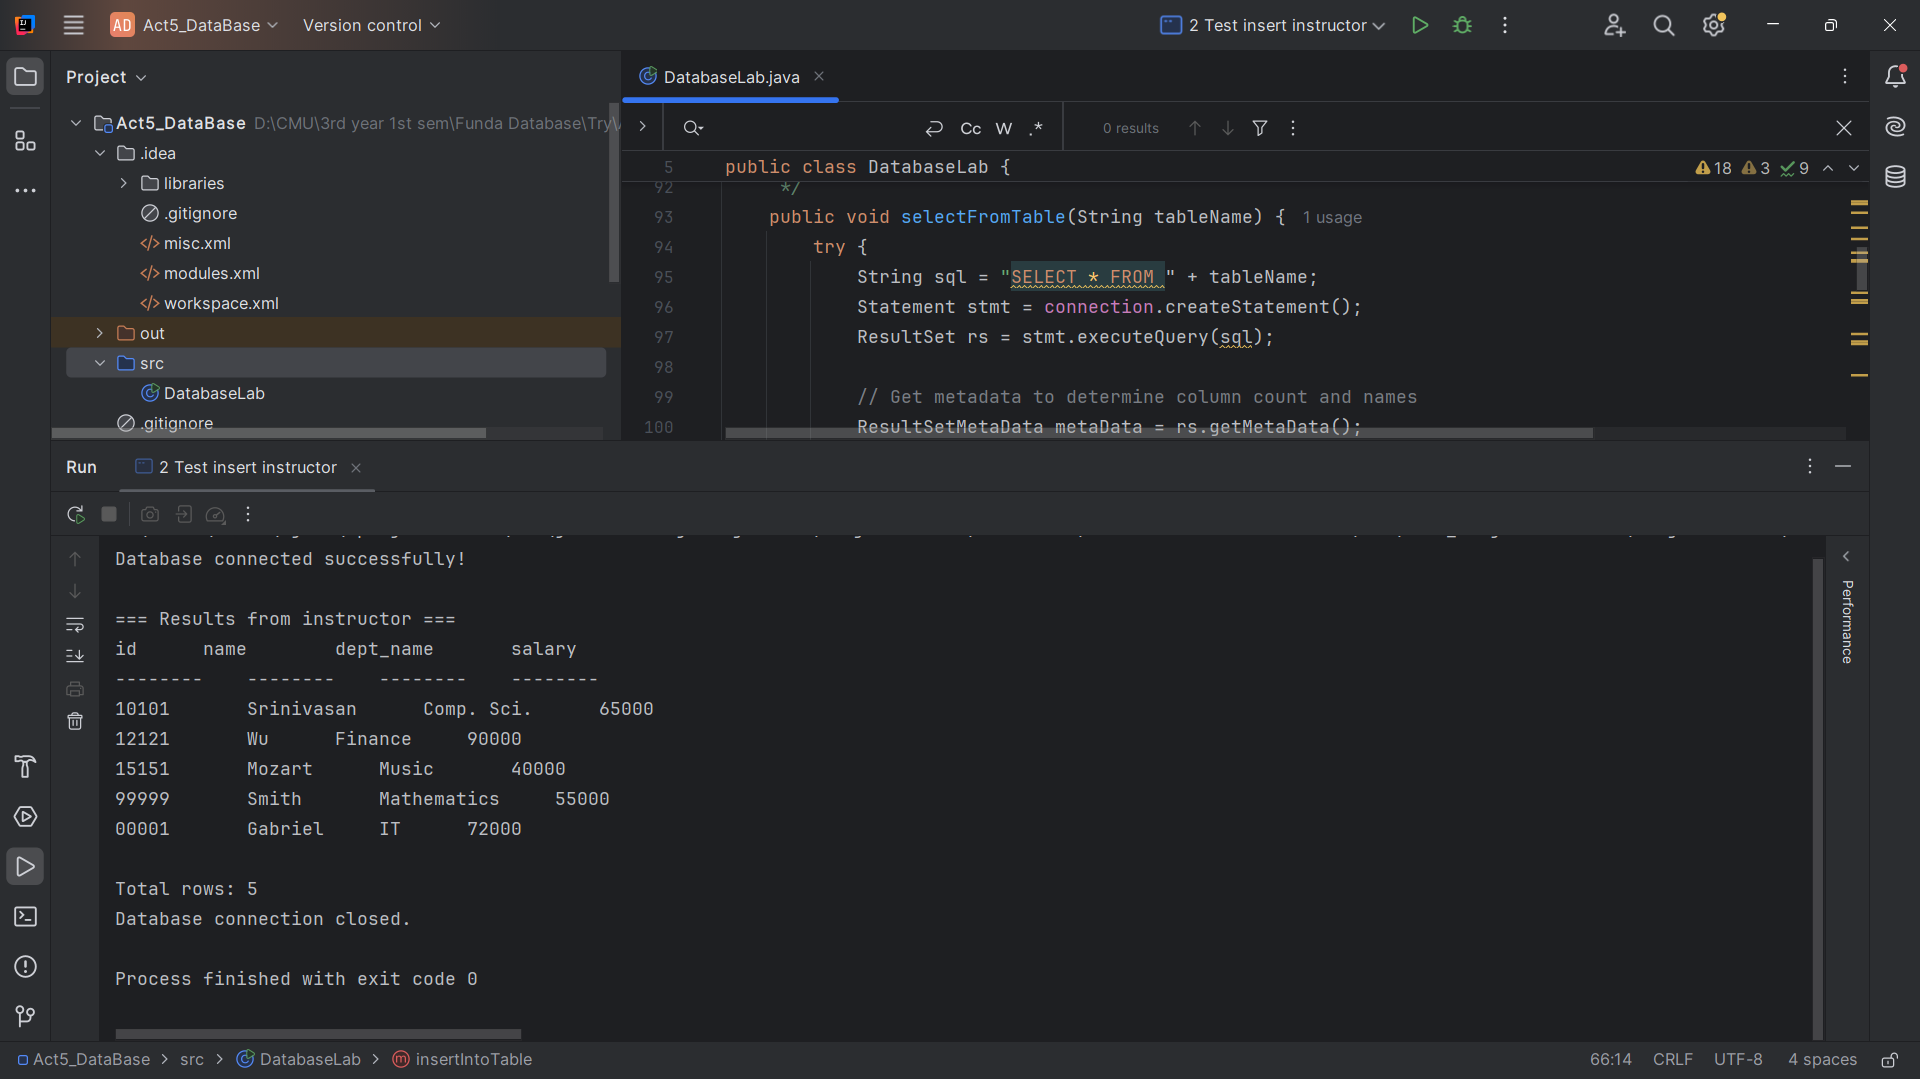 AD Act5_DataBase Version control 2 Test insert instructor
Project
DatabaseLab.java
Act5_DataBase D:\CMU\3rd year 1st sem\Funda Database\Try\
.idea
libraries
.gitignore
misc.xml
modules.xml
workspace.xml
out
src
DatabaseLab
.gitignore
Cc W .* 0 results
5 public class DatabaseLab { 18 3 9
92 */
93 public void selectFromTable(String tableName) { 1 usage
94 try {
95 String sql = "SELECT * FROM " + tableName;
96 Statement stmt = connection.createStatement();
97 ResultSet rs = stmt.executeQuery(sql);
98
99 // Get metadata to determine column count and names
100 ResultSetMetaData metaData = rs.getMetaData();
Run 2 Test insert instructor
Database connected successfully!
=== Results from instructor ===
id name dept_name salary
-------- -------- -------- --------
10101 Srinivasan Comp. Sci. 65000
12121 Wu Finance 90000
15151 Mozart Music 40000
99999 Smith Mathematics 55000
00001 Gabriel IT 72000
Total rows: 5
Database connection closed.
Process finished with exit code 0
Performance
Act5_DataBase > src > DatabaseLab > m insertIntoTable 66:14 CRLF UTF-8 4 spaces